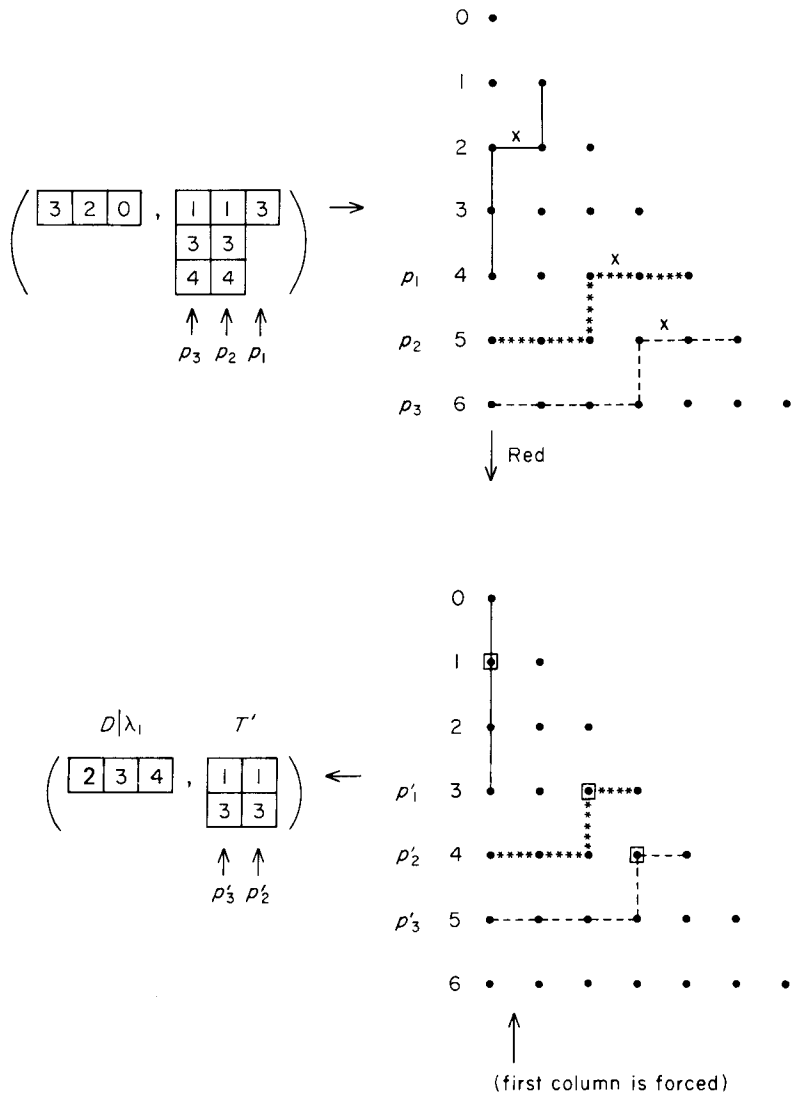 0
1
2
3
p₁ 4
p₂ 5
p₃ 6
( 3 2 0 , 1 1 3 ) →
3 3
4 4
p₃ p₂ p₁
x
x
x
Red
0
1
2
p′₁ 3
p′₂ 4
p′₃ 5
6
D|λ₁ T′
( 2 3 4 , 1 1 ) ←
3 3
p′₃ p′₂
(first column is forced)